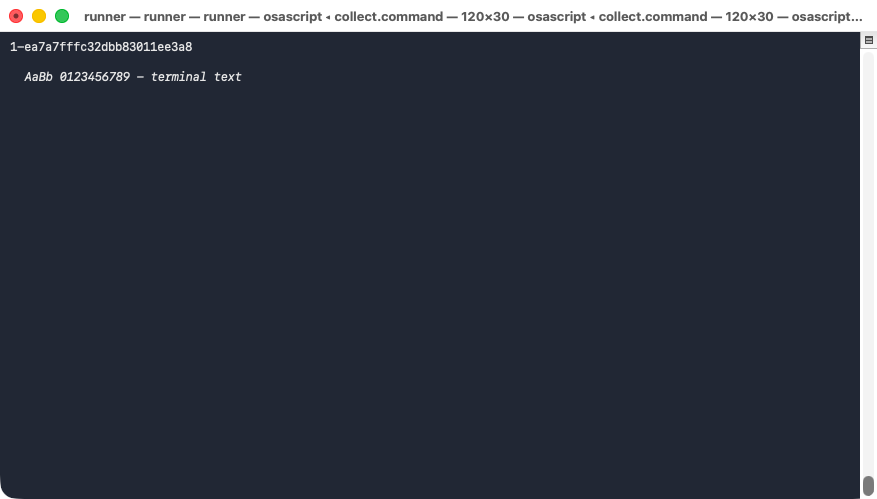 runner — runner — runner — osascript ◂ collect.command — 120×30 — osascript ◂ collect.command — 120×30 — osascript…
1-ea7a7fffc32dbb83011ee3a8
AaBb 0123456789 — terminal text